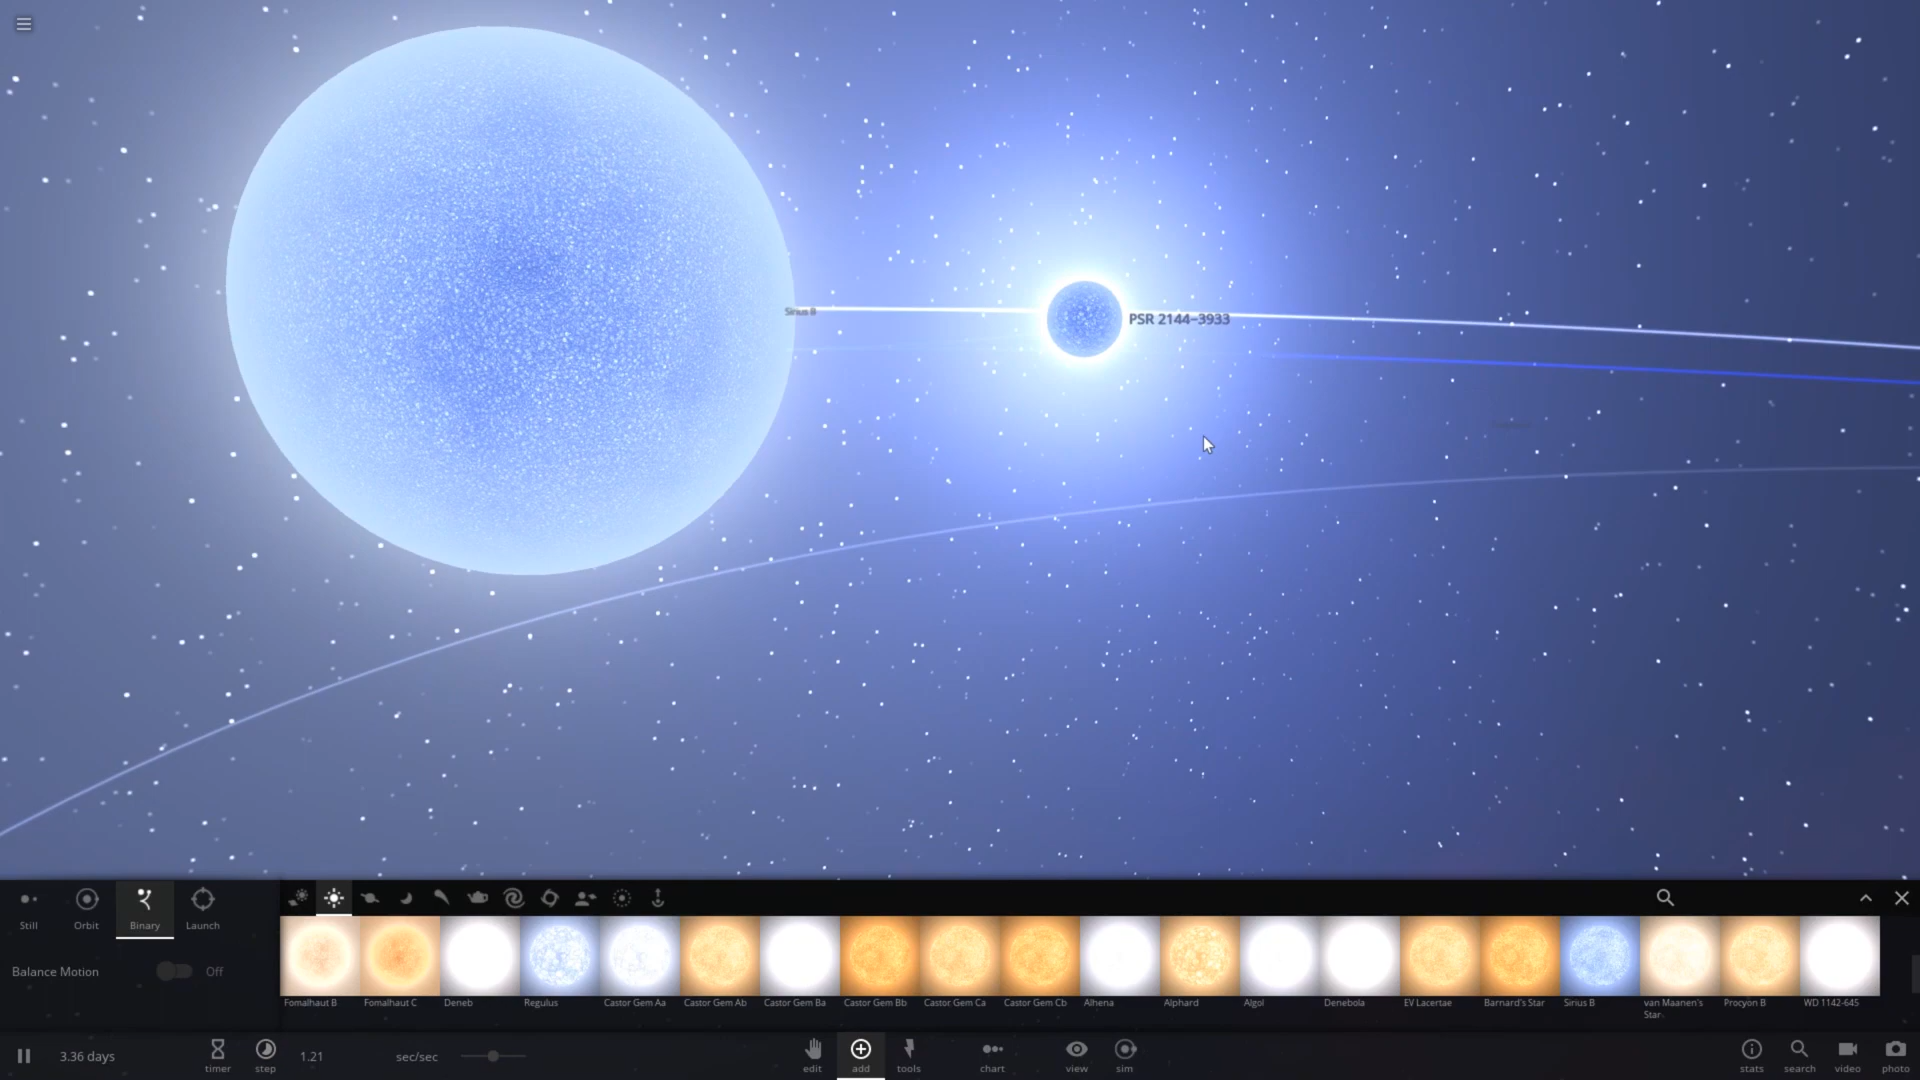 Sirius B
PSR 2144−3933
Still
Orbit
Binary
Launch
Balance Motion
Off
Fomalhaut B
Fomalhaut C
Deneb
Regulus
Castor Gem Aa
Castor Gem Ab
Castor Gem Ba
Castor Gem Bb
Castor Gem Ca
Castor Gem Cb
Alhena
Alphard
Algol
Denebola
EV Lacertae
Barnard's Star
Sirius B
van Maanen's
Star
Procyon B
WD 1142-645
3.36 days
timer
step
1.21
sec/sec
edit
add
tools
chart
view
sim
stats
search
video
photo